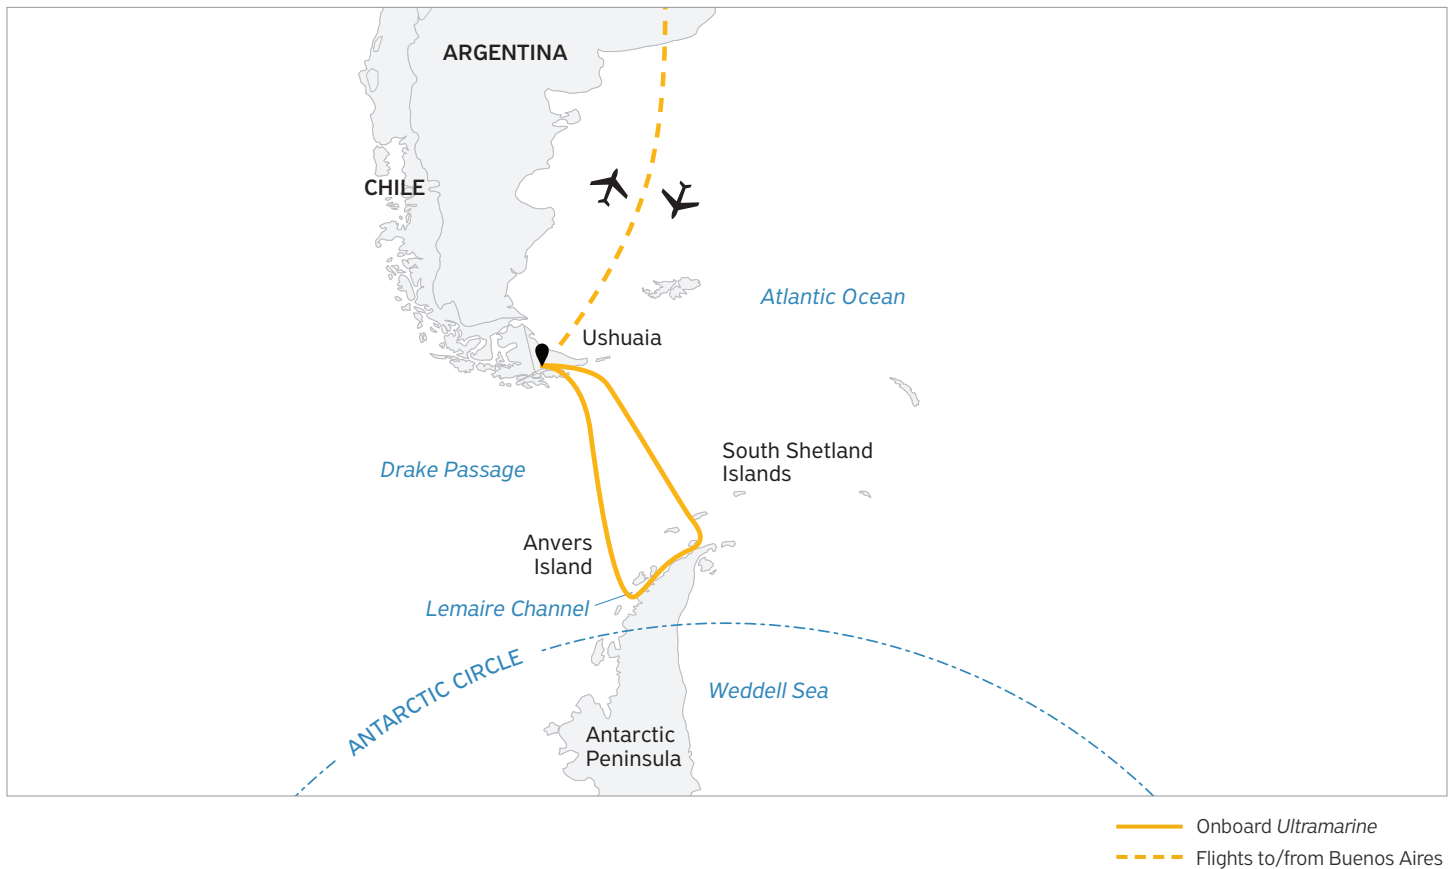 ARGENTINA
CHILE
Atlantic Ocean
Ushuaia
South Shetland
Islands
Drake Passage
Anvers
Island
Lemaire Channel
ANTARCTIC CIRCLE
Weddell Sea
Antarctic
Peninsula
Onboard Ultramarine
Flights to/from Buenos Aires